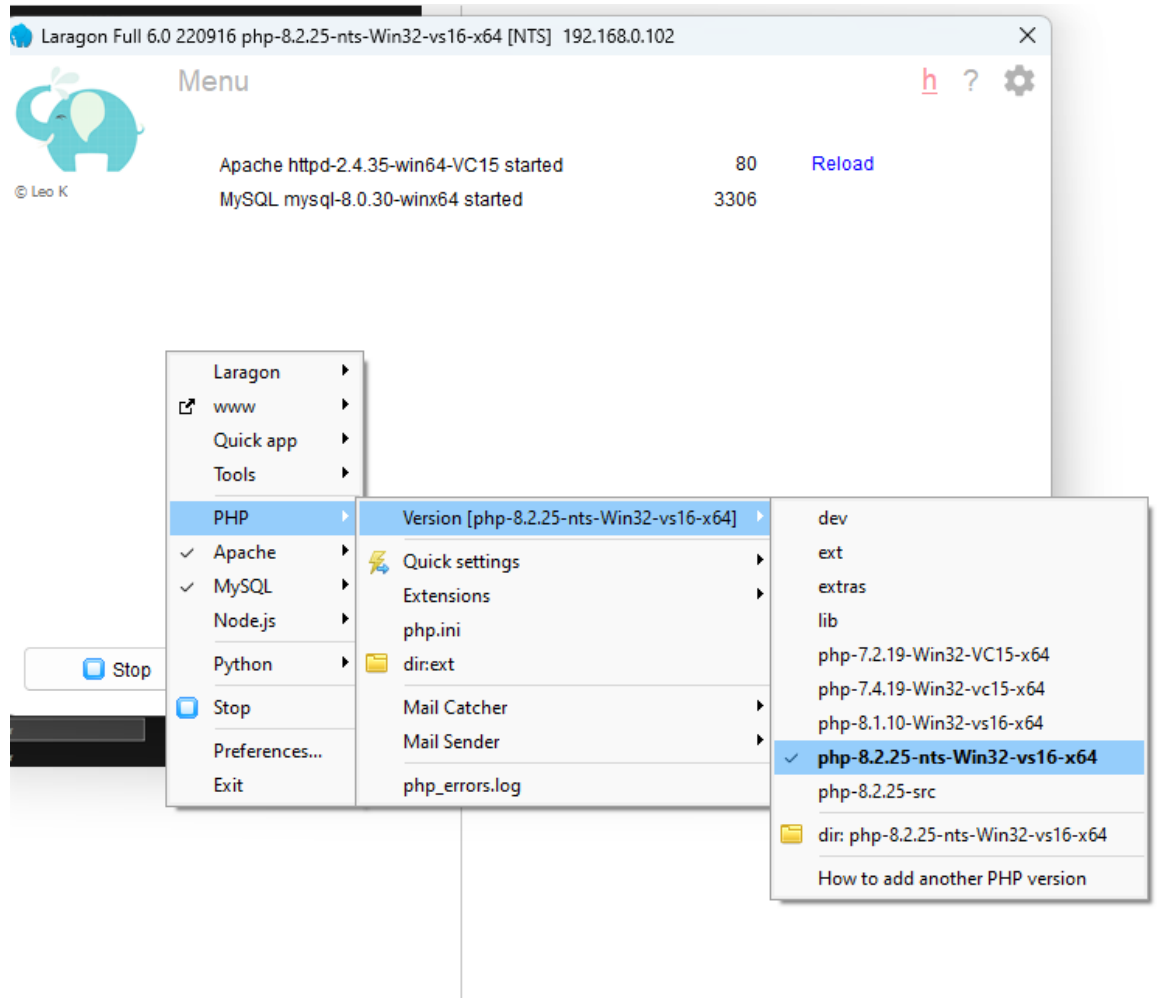 Laragon Full 6.0 220916 php-8.2.25-nts-Win32-vs16-x64 [NTS] 192.168.0.102
Menu
h ?
© Leo K
Apache httpd-2.4.35-win64-VC15 started 80 Reload
MySQL mysql-8.0.30-winx64 started 3306
Laragon
www
Quick app
Tools
PHP
Apache
MySQL
Node.js
Python
Stop
Preferences...
Exit
Stop
Version [php-8.2.25-nts-Win32-vs16-x64]
Quick settings
Extensions
php.ini
dir:ext
Mail Catcher
Mail Sender
php_errors.log
dev
ext
extras
lib
php-7.2.19-Win32-VC15-x64
php-7.4.19-Win32-vc15-x64
php-8.1.10-Win32-vs16-x64
php-8.2.25-nts-Win32-vs16-x64
php-8.2.25-src
dir: php-8.2.25-nts-Win32-vs16-x64
How to add another PHP version